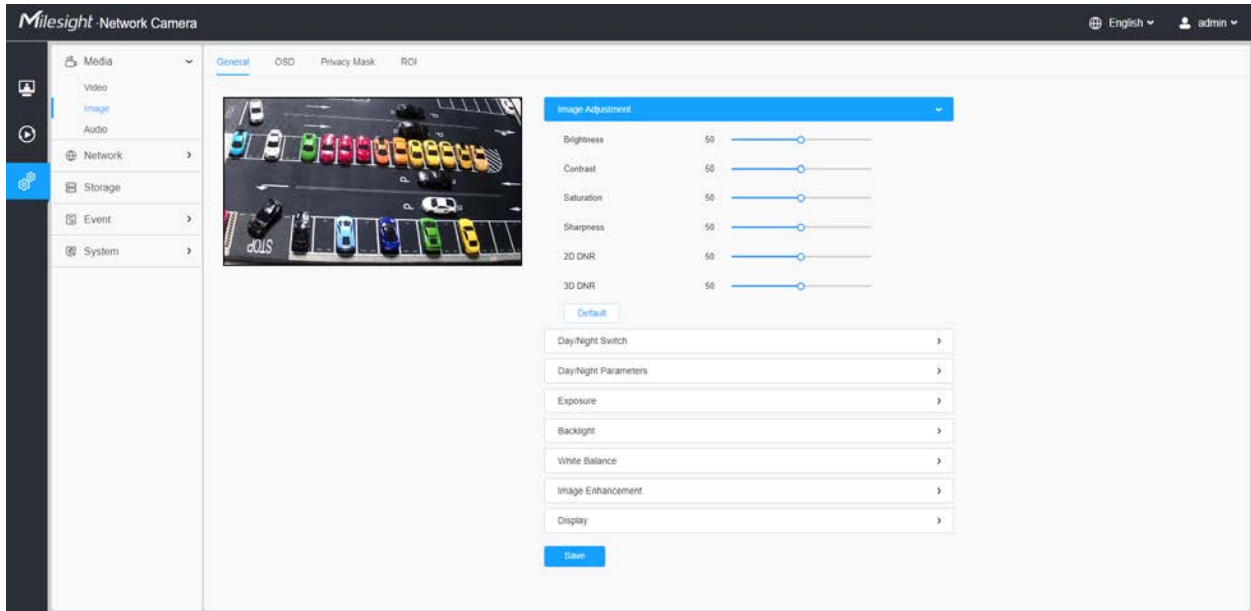 Milesight-Network Camera
English
admin
Media
Video
Image
Audio
Network
Storage
Event
System
General OSD Privacy Mask ROI
STOP
P
P
Image Adjustment
Brightness 50
Contrast 50
Saturation 50
Sharpness 50
2D DNR 50
3D DNR 50
Default
Day/Night Switch
Day/Night Parameters
Exposure
Backlight
White Balance
Image Enhancement
Display
Save